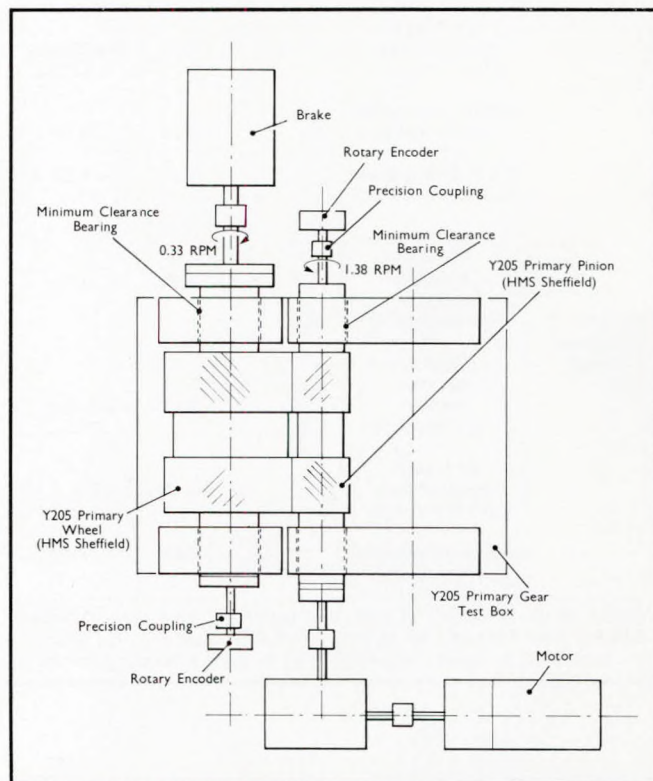 Brake
Rotary Encoder
Precision Coupling
Minimum Clearance
Bearing
Minimum Clearance
Bearing
0.33 RPM
1.38 RPM
Y205 Primary Pinion
(HMS Sheffield)
Y205 Primary
Wheel
(HMS Sheffield)
Y205 Primary Gear
Test Box
Precision Coupling
Rotary Encoder
Motor